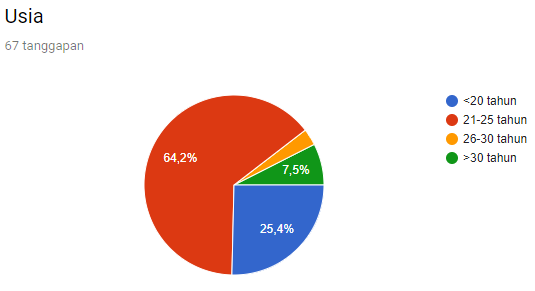 Usia
67 tanggapan
<20 tahun
21-25 tahun
26-30 tahun
>30 tahun
64,2%
7,5%
25,4%